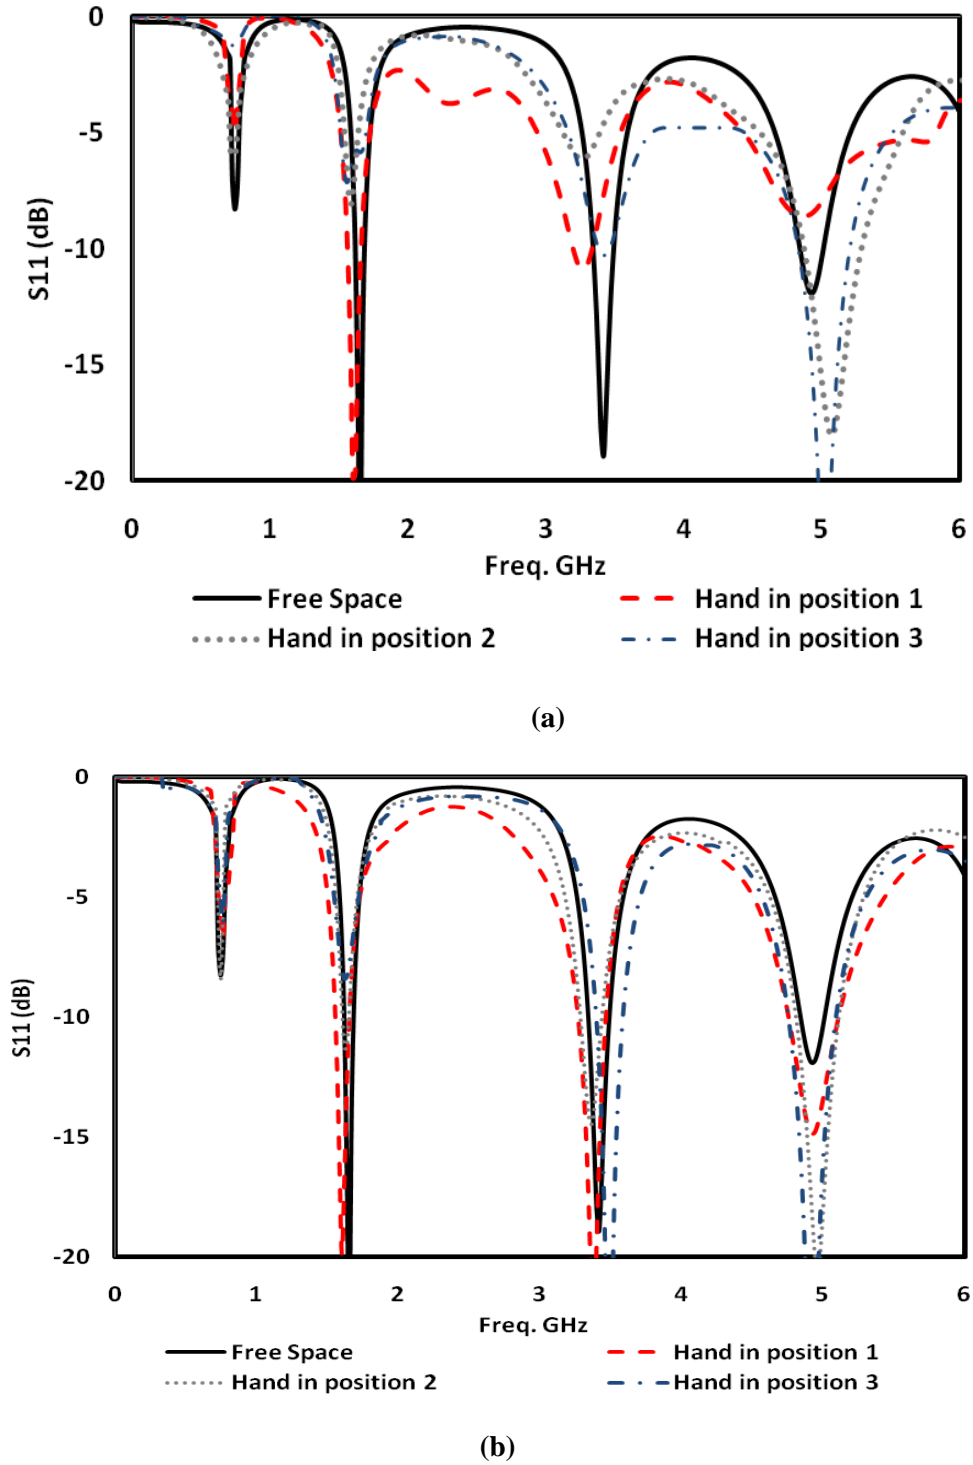 0
-5
-10
-15
-20
S11 (dB)
0 1 2 3 4 5 6
Freq. GHz
Free Space Hand in position 1
Hand in position 2 Hand in position 3
(a)
0
-5
-10
-15
-20
S11 (dB)
0 1 2 3 4 5 6
Freq. GHz
Free Space Hand in position 1
Hand in position 2 Hand in position 3
(b)